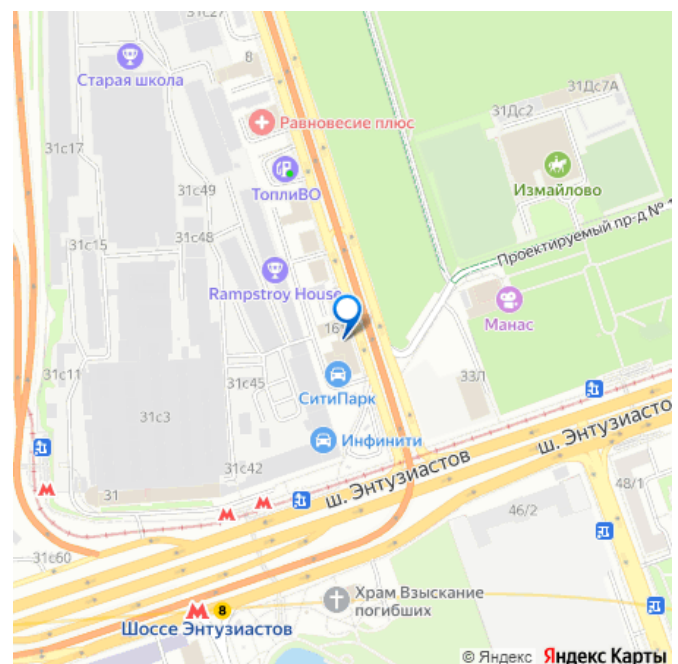 31с27
8
Старая школа
31Дс7А
31Дс2
Равновесие плюс
31с17
Измайлово
31с49
ТоплиВО
31с48
31с15
Проектируемый пр-д №
Rampstroy House
Манас
16
31с11
31с45
33Л
СитиПарк
31с3
Инфинити
ш. Энтузиастов
ш. Энтузиасто
31с42
31
48/1
46/2
31с60
Храм Взыскание
погибших
8
Шоссе Энтузиастов
© Яндекс Яндекс Карты